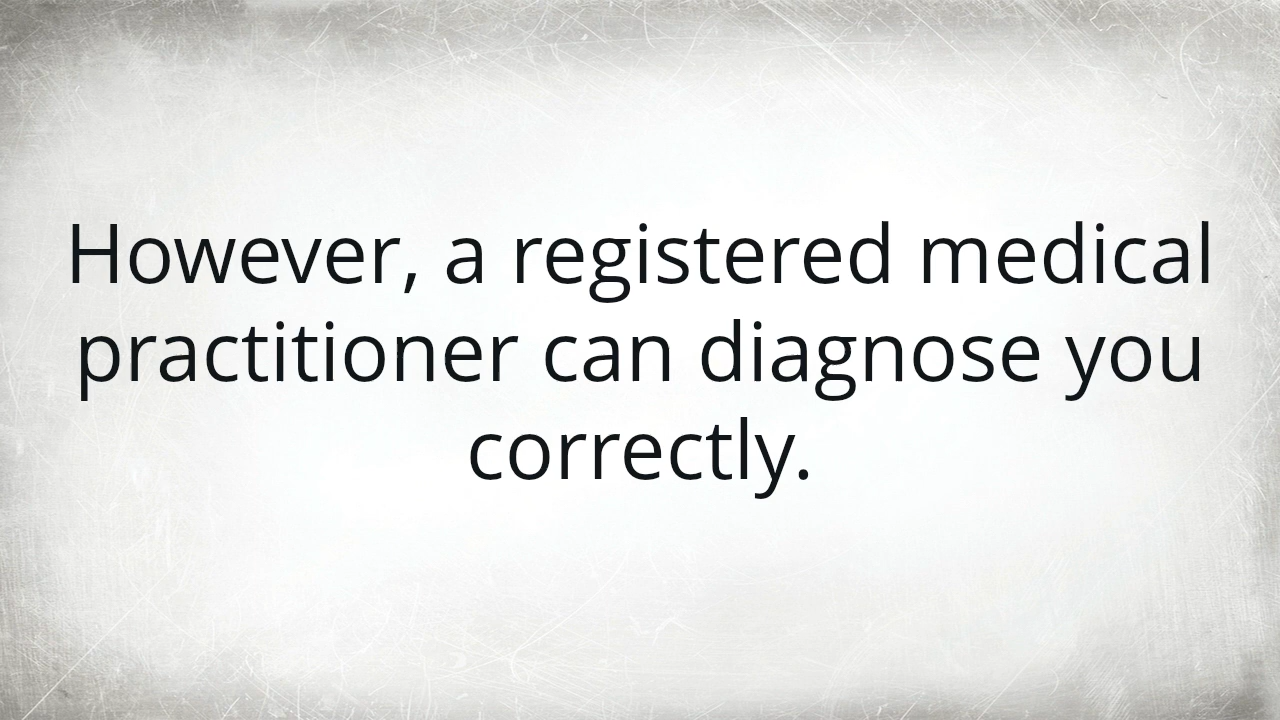 However, a registered medical
practitioner can diagnose you
correctly.